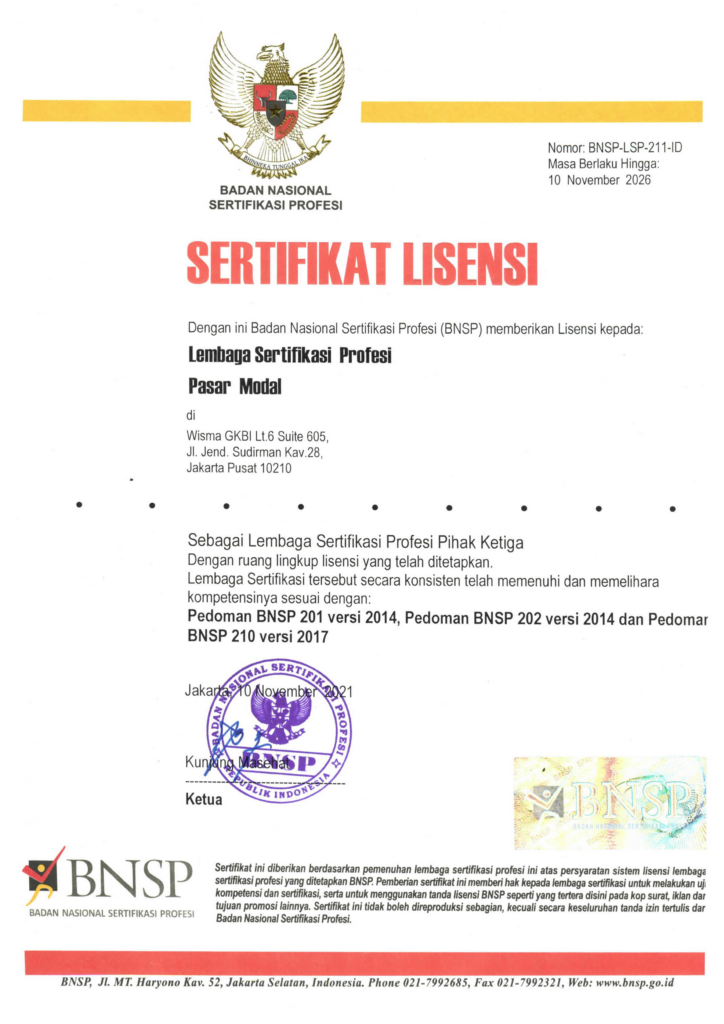 BHINNEKA TUNGGAL IKA
BADAN NASIONAL
SERTIFIKASI PROFESI
Nomor: BNSP-LSP-211-ID
Masa Berlaku Hingga:
10 November 2026
SERTIFIKAT LISENSI
Dengan ini Badan Nasional Sertifikasi Profesi (BNSP) memberikan Lisensi kepada:
Lembaga Sertifikasi Profesi
Pasar Modal
di
Wisma GKBI Lt.6 Suite 605,
Jl. Jend. Sudirman Kav.28,
Jakarta Pusat 10210
Sebagai Lembaga Sertifikasi Profesi Pihak Ketiga
Dengan ruang lingkup lisensi yang telah ditetapkan.
Lembaga Sertifikasi tersebut secara konsisten telah memenuhi dan memelihara
kompetensinya sesuai dengan:
Pedoman BNSP 201 versi 2014, Pedoman BNSP 202 versi 2014 dan Pedoman
BNSP 210 versi 2017
Jakarta, 10 November 2021
BADAN NASIONAL SERTIFIKASI PROFESI
BNSP
REPUBLIK INDONESIA
Kunjung Masehat
Ketua
BNSP
BADAN NASIONAL SERTIFIKASI PROFESI
BNSP
BADAN NASIONAL SERTIFIKASI PROFESI
Sertifikat ini diberikan berdasarkan pemenuhan lembaga sertifikasi profesi ini atas persyaratan sistem lisensi lembaga
sertifikasi profesi yang ditetapkan BNSP. Pemberian sertifikat ini memberi hak kepada lembaga sertifikasi untuk melakukan uji
kompetensi dan sertifikasi, serta untuk menggunakan tanda lisensi BNSP seperti yang tertera disini pada kop surat, iklan dan
tujuan promosi lainnya. Sertifikat ini tidak boleh direproduksi sebagian, kecuali secara keseluruhan tanda izin tertulis dar
Badan Nasional Sertifikasi Profesi.
BNSP, Jl. MT. Haryono Kav. 52, Jakarta Selatan, Indonesia. Phone 021-7992685, Fax 021-7992321, Web: www.bnsp.go.id